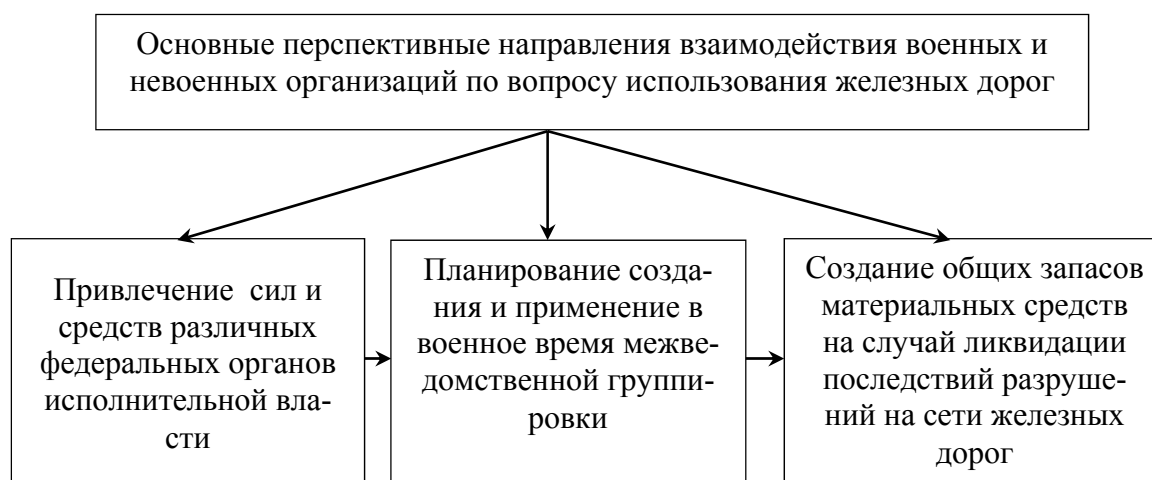 Основные перспективные направления взаимодействия военных и
невоенных организаций по вопросу использования железных дорог
Привлечение сил и
средств различных
федеральных органов
исполнительной вла-
сти
Планирование созда-
ния и применение в
военное время межве-
домственной группи-
ровки
Создание общих запасов
материальных средств
на случай ликвидации
последствий разруше-
ний на сети железных
дорог